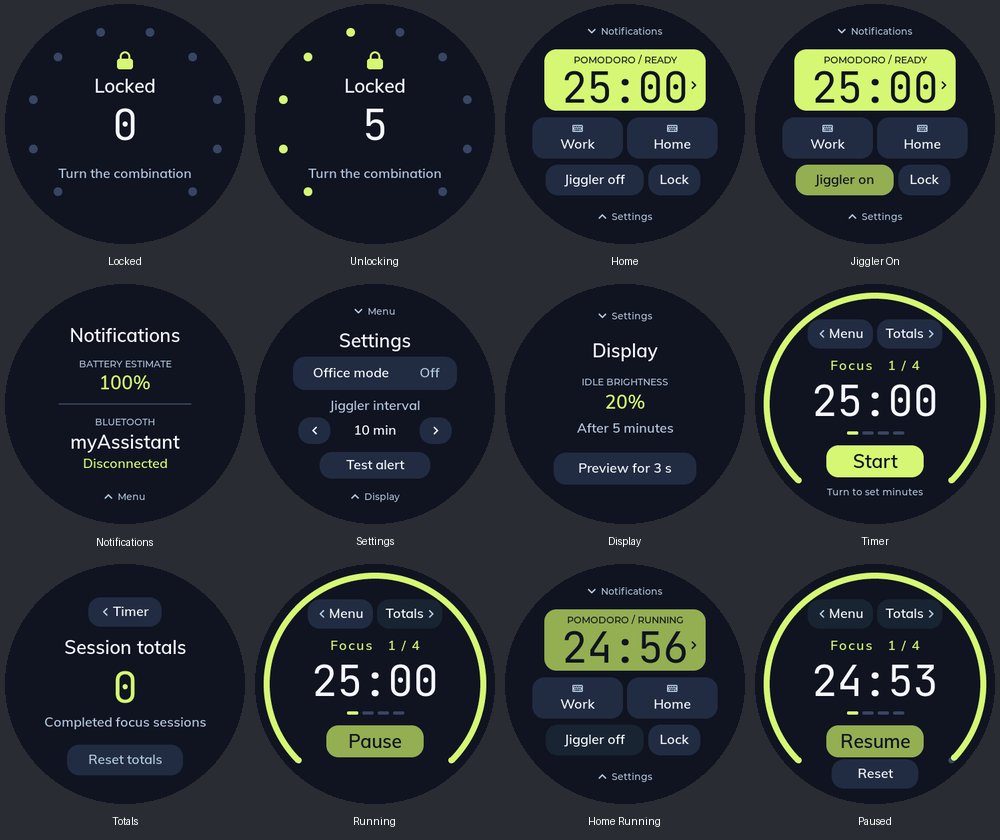 Locked
0
Turn the combination
Locked
Locked
5
Turn the combination
Unlocking
Notifications
POMODORO / READY
25:00
Work
Home
Jiggler off
Lock
Settings
Home
Notifications
POMODORO / READY
25:00
Work
Home
Jiggler on
Lock
Settings
Jiggler On
Notifications
BATTERY ESTIMATE
100%
BLUETOOTH
myAssistant
Disconnected
Menu
Notifications
Menu
Settings
Office mode Off
Jiggler interval
10 min
Test alert
Display
Settings
Settings
Display
IDLE BRIGHTNESS
20%
After 5 minutes
Preview for 3 s
Display
Menu
Totals
Focus 1 / 4
25:00
Start
Turn to set minutes
Timer
Timer
Session totals
0
Completed focus sessions
Reset totals
Totals
Menu
Totals
Focus 1 / 4
25:00
Pause
Running
Notifications
POMODORO / RUNNING
24:56
Work
Home
Jiggler off
Lock
Settings
Home Running
Menu
Totals
Focus 1 / 4
24:53
Resume
Reset
Paused